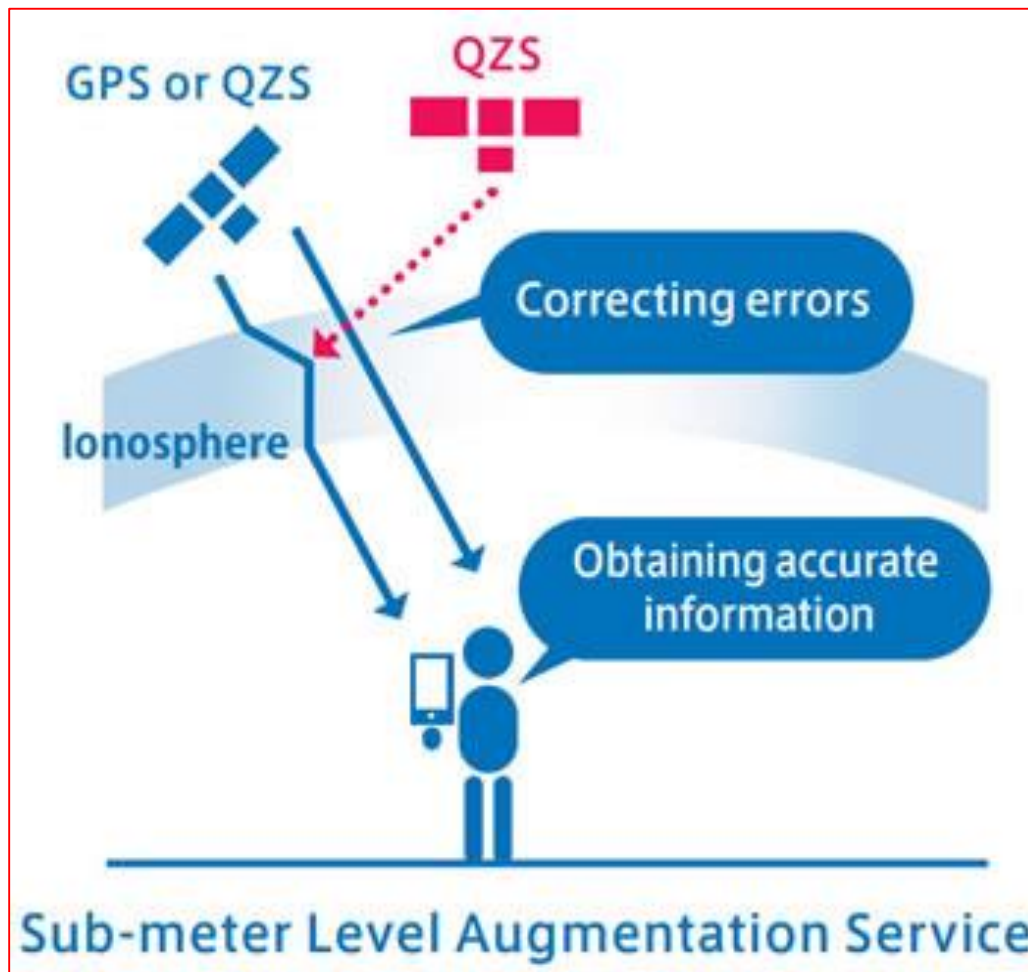 QZS
GPS or QZS
Correcting errors
Ionosphere
Obtaining accurate
information
Sub-meter Level Augmentation Service